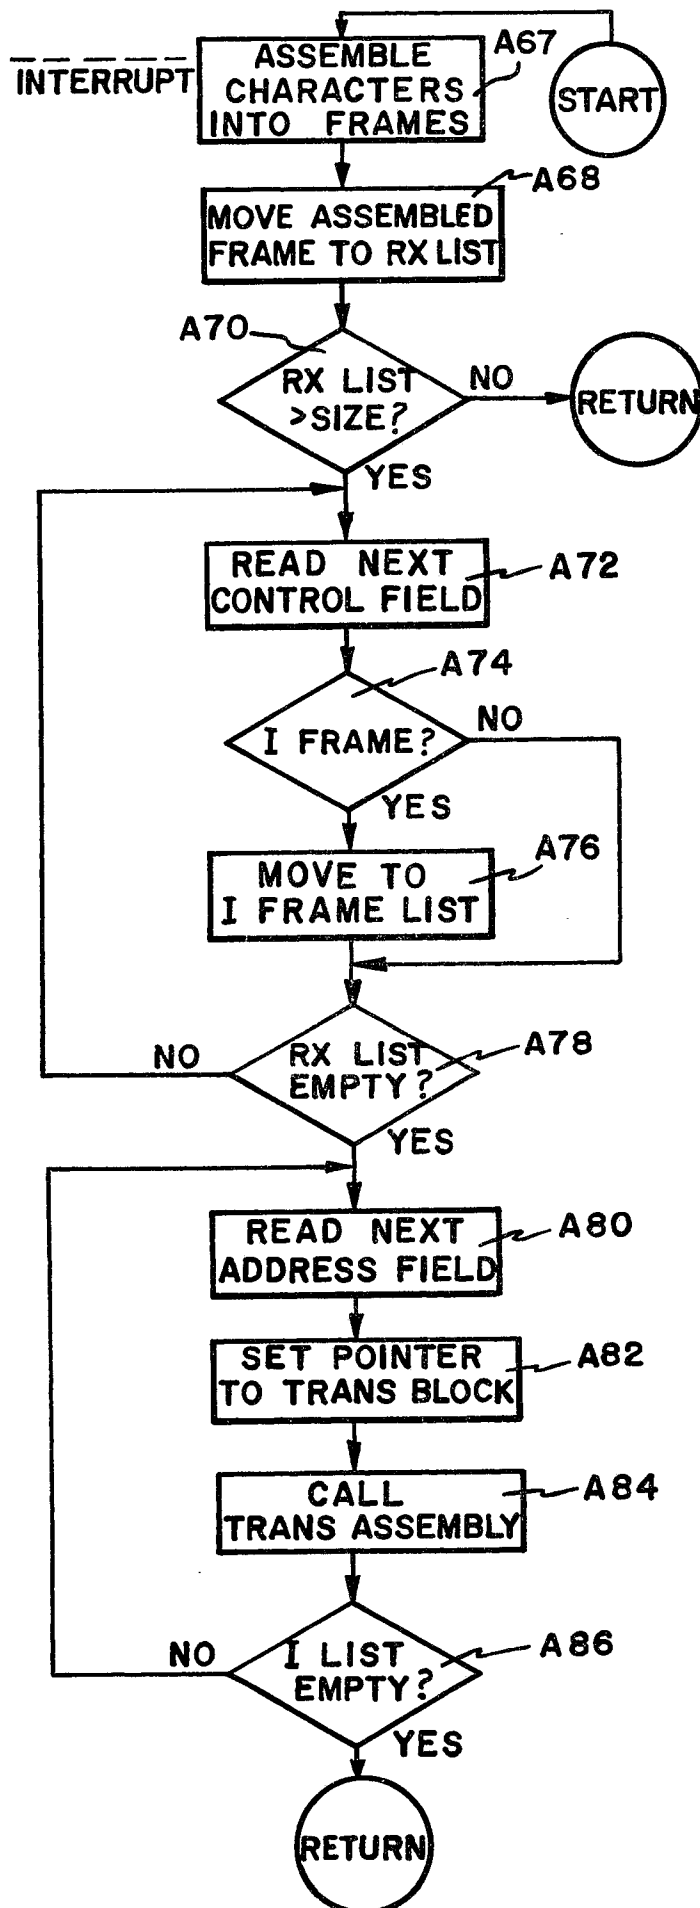 ASSEMBLE
CHARACTERS
INTO FRAMES
A67
INTERRUPT
START
A68
MOVE ASSEMBLED
FRAME TO RX LIST
A70
RX LIST
>SIZE?
NO
RETURN
YES
READ NEXT
CONTROL FIELD
A72
A74
I FRAME?
NO
YES
A76
MOVE TO
I FRAME LIST
RX LIST
EMPTY?
A78
NO
YES
READ NEXT
ADDRESS FIELD
A80
SET POINTER
TO TRANS BLOCK
A82
CALL
TRANS ASSEMBLY
A84
I LIST
EMPTY?
A86
NO
YES
RETURN